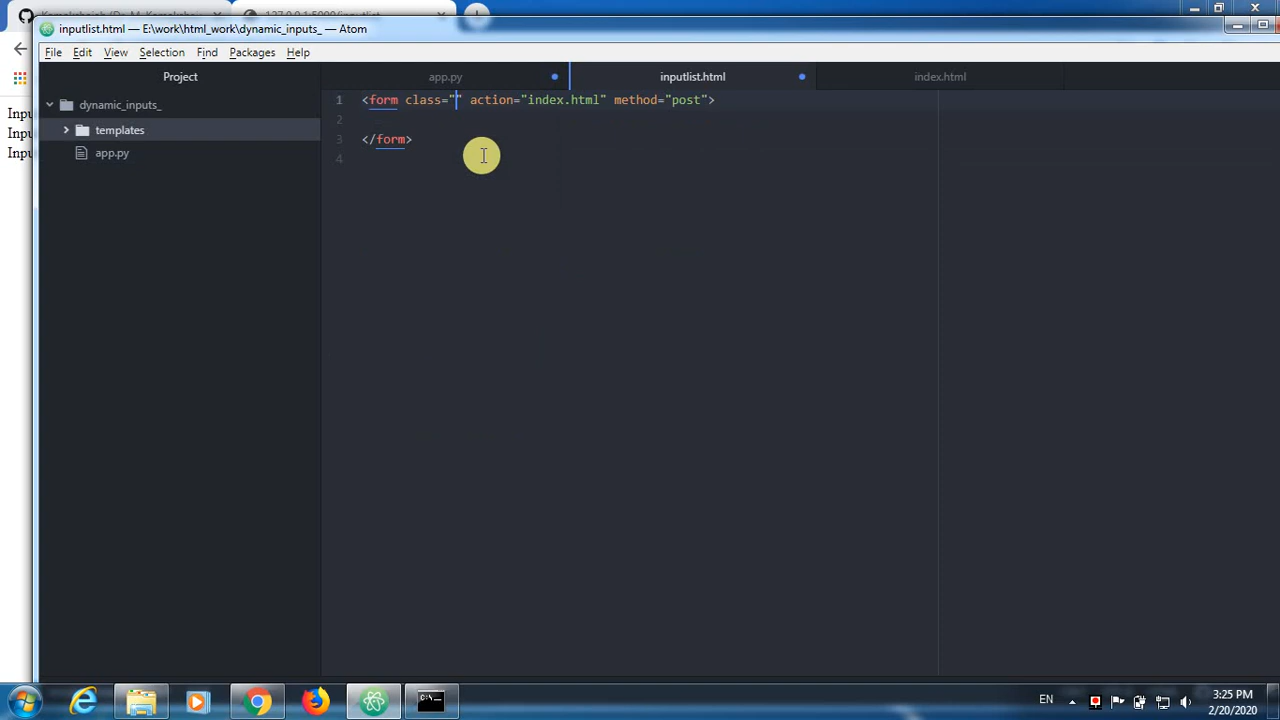 inputlist.html — E:\work\html_work\dynamic_inputs_ — Atom
File Edit View Selection Find Packages Help
Project
app.py
inputlist.html
index.html
dynamic_inputs_
templates
app.py
1 <form class="" action="index.html" method="post">
2
3 </form>
4
Inpu
Inpu
Inpu
EN
3:25 PM
2/20/2020